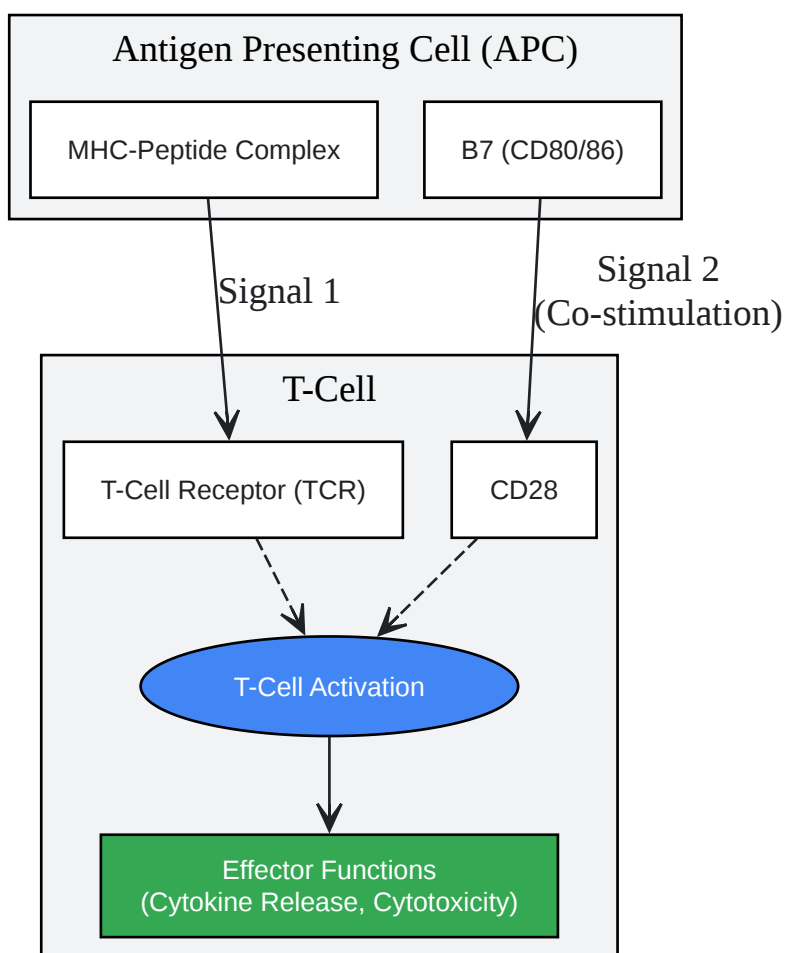 Antigen Presenting Cell (APC)
MHC-Peptide Complex
B7 (CD80/86)
Signal 1
Signal 2
(Co-stimulation)
T-Cell
T-Cell Receptor (TCR)
CD28
T-Cell Activation
Effector Functions
(Cytokine Release, Cytotoxicity)